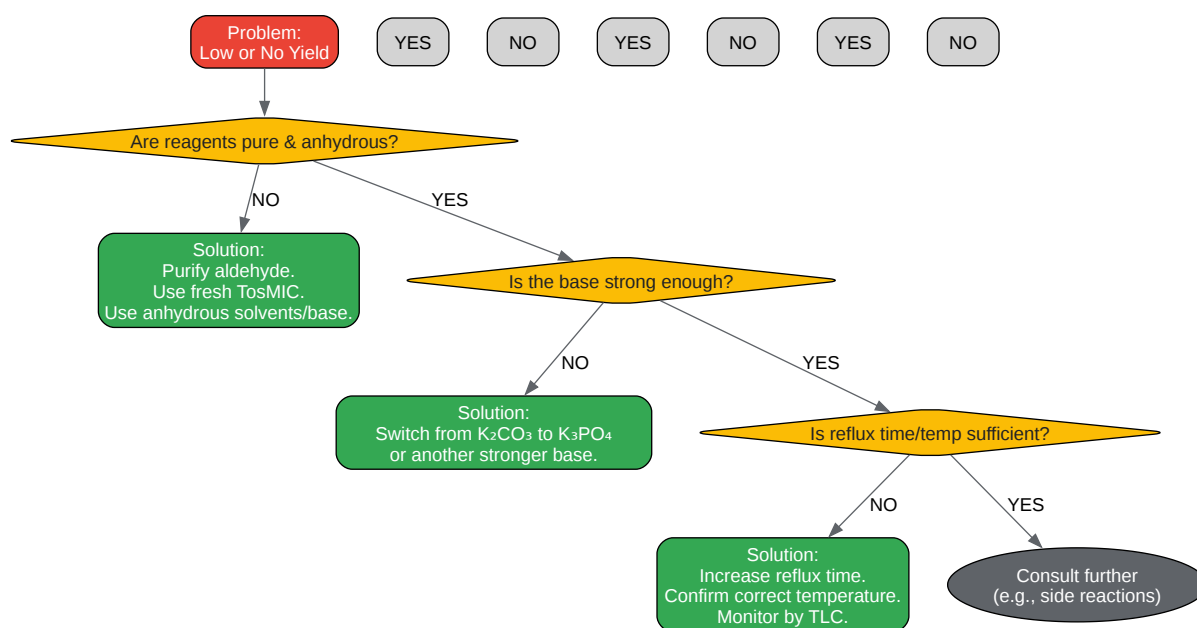 Problem:
Low or No Yield
YES
NO
YES
NO
YES
NO
Are reagents pure & anhydrous?
NO
YES
Solution:
Purify aldehyde.
Use fresh TosMIC.
Use anhydrous solvents/base.
Is the base strong enough?
NO
YES
Solution:
Switch from K₂CO₃ to K₃PO₄
or another stronger base.
Is reflux time/temp sufficient?
NO
YES
Solution:
Increase reflux time.
Confirm correct temperature.
Monitor by TLC.
Consult further
(e.g., side reactions)